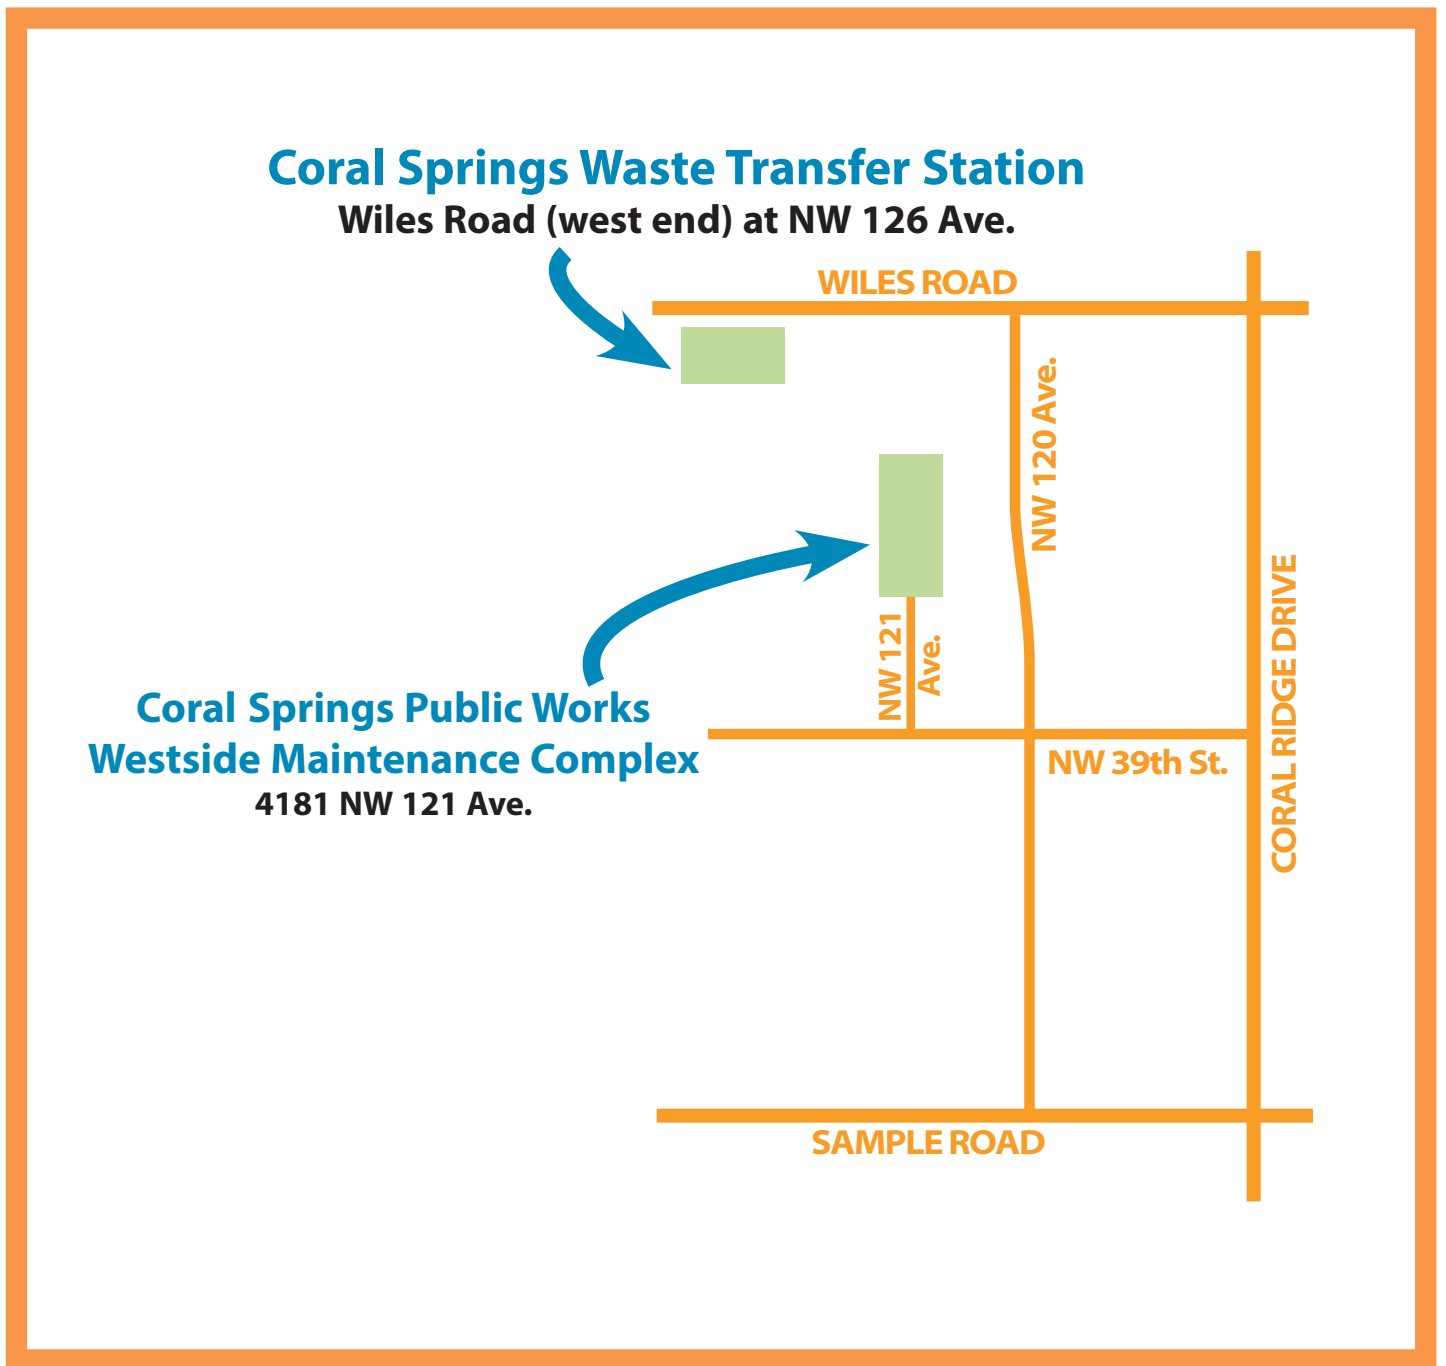 Coral Springs Waste Transfer Station
Wiles Road (west end) at NW 126 Ave.
WILES ROAD
NW 120 Ave.
CORAL RIDGE DRIVE
NW 121
Ave.
Coral Springs Public Works
Westside Maintenance Complex
4181 NW 121 Ave.
NW 39th St.
SAMPLE ROAD